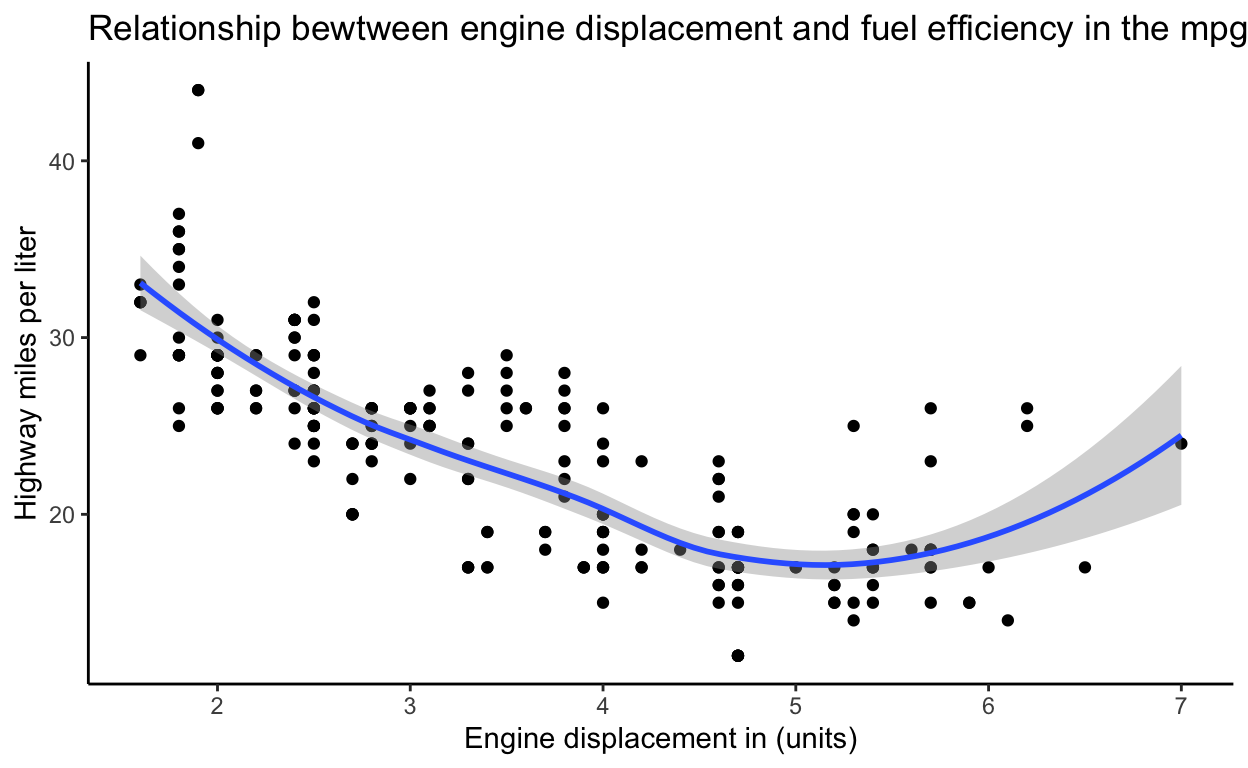 Relationship bewtween engine displacement and fuel efficiency in the mpg
Highway miles per liter
40
30
20
2 3 4 5 6 7
Engine displacement in (units)